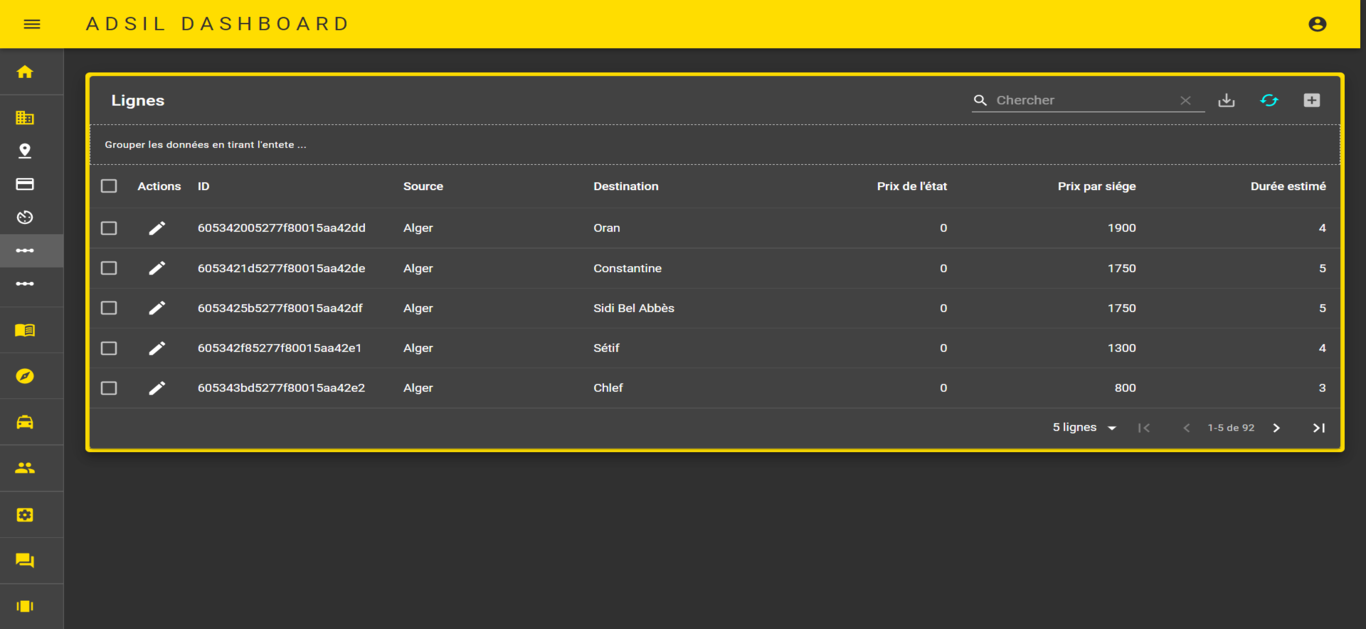 ADSIL DASHBOARD
Lignes
Chercher
Grouper les données en tirant l'entete ...
Actions ID Source Destination Prix de l'état Prix par siége Durée estimé
605342005277f80015aa42dd Alger Oran 0 1900 4
6053421d5277f80015aa42de Alger Constantine 0 1750 5
6053425b5277f80015aa42df Alger Sidi Bel Abbès 0 1750 5
605342f85277f80015aa42e1 Alger Sétif 0 1300 4
605343bd5277f80015aa42e2 Alger Chlef 0 800 3
5 lignes 1-5 de 92